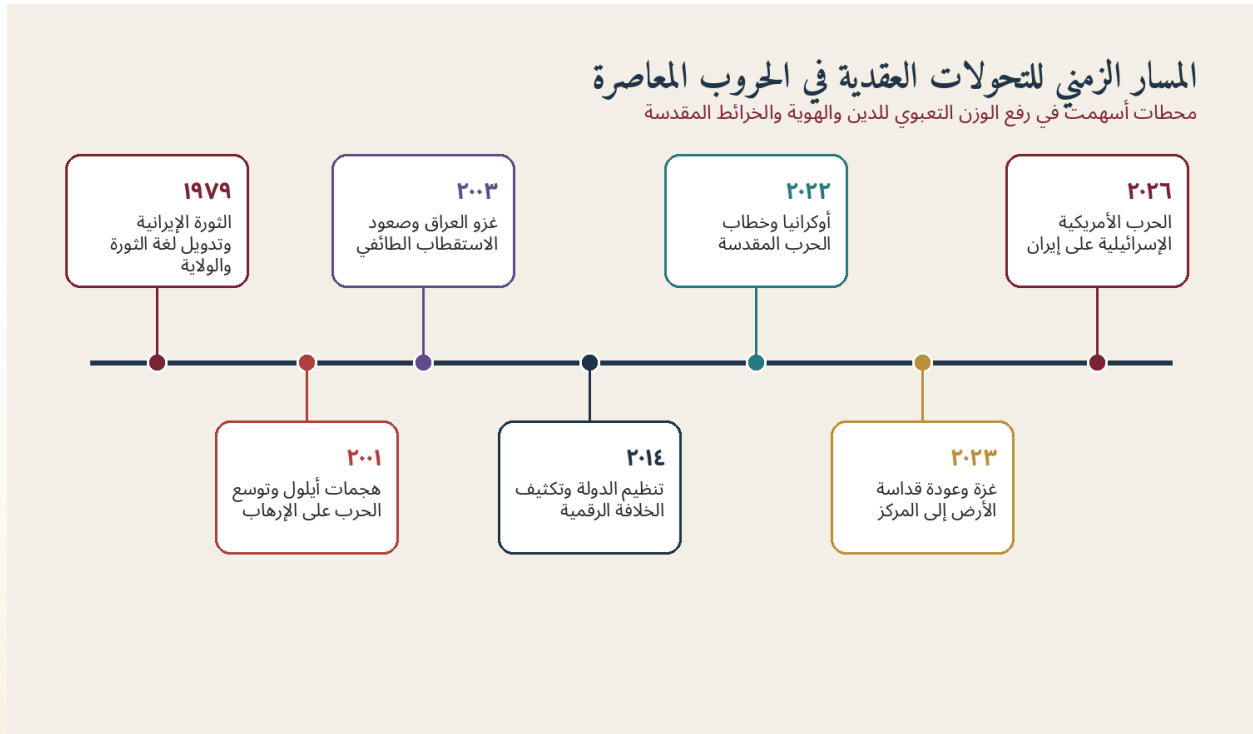 المسار الزمني للتحولات العقدية في الحروب المعاصرة
محطات أسهمت في رفع الوزن التعبوي للدين والهوية والخرائط المقدسة
١٩٧٩
الثورة الإيرانية
وتدويل لغة الثورة
والولاية
٢٠٠١
هجمات أيلول وتوسع
الحرب على الإرهاب
٢٠٠٣
غزو العراق وصعود
الاستقطاب الطائفي
٢٠١٤
تنظيم الدولة وتكثيف
الخلافة الرقمية
٢٠٢٢
أوكرانيا وخطاب
الحرب المقدسة
٢٠٢٣
غزة وعودة قداسة
الأرض إلى المركز
٢٠٢٦
الحرب الأمريكية
الإسرائيلية على إيران